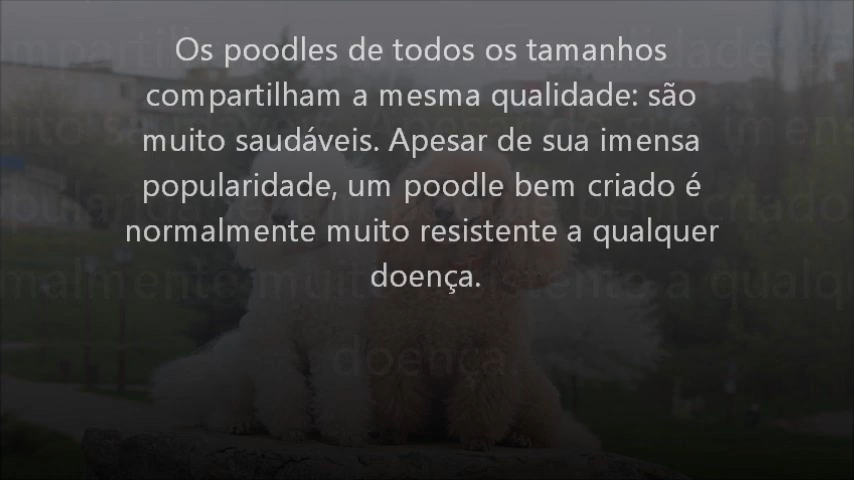 Os poodles de todos os tamanhos
compartilham a mesma qualidade: são
muito saudáveis. Apesar de sua imensa
popularidade, um poodle bem criado é
normalmente muito resistente a qualquer
doença.